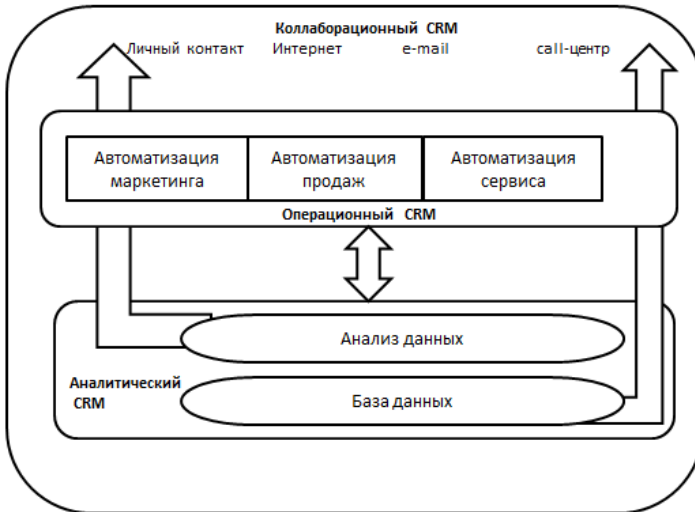 Коллаборационный CRM
Личный контакт Интернет e-mail call-центр
Автоматизация маркетинга
Автоматизация продаж
Автоматизация сервиса
Операционный CRM
Анализ данных
Аналитический
CRM
База данных